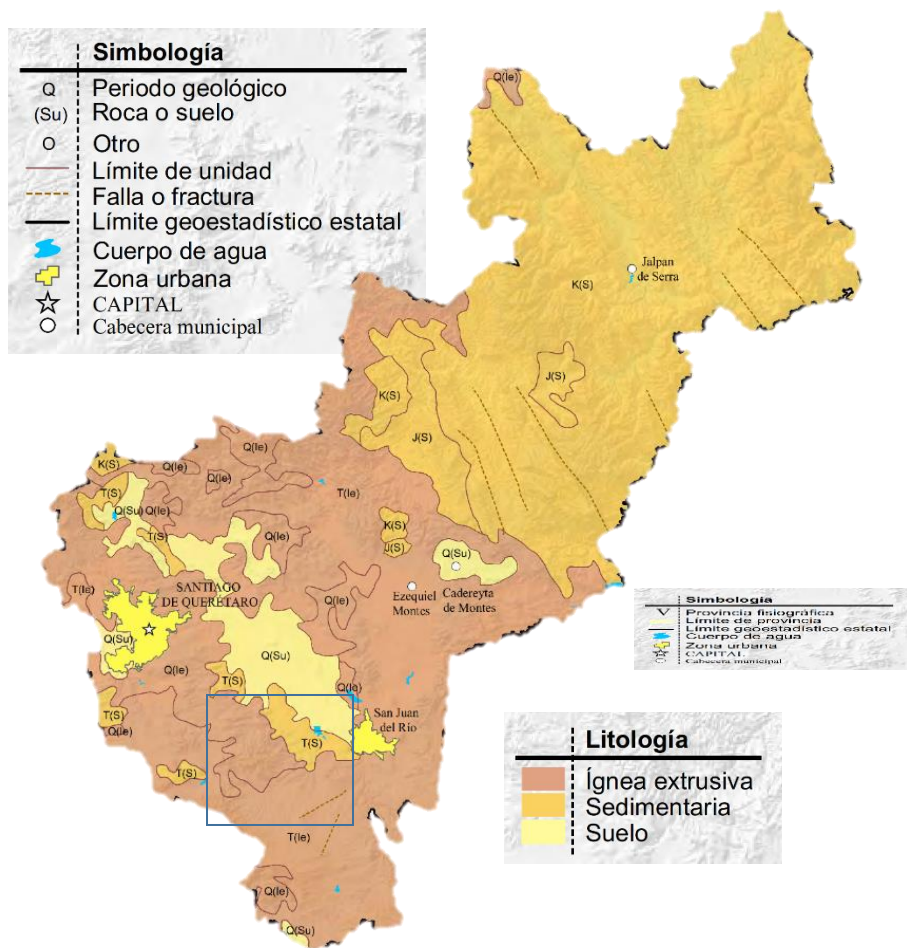 Simbología
Q Periodo geológico
(Su) Roca o suelo
O Otro
Límite de unidad
Falla o fractura
Límite geoestadístico estatal
Cuerpo de agua
Zona urbana
CAPITAL
Cabecera municipal
Q(Ie)
Jalpan
de Serra
K(S)
J(S)
K(S)
J(S)
Q(Ie)
K(S)
Q(Ie)
Q(Ie)
T(Ie)
T(S)
Q(Su)
Q(Ie)
K(S)
T(S)
Q(Ie)
J(S)
Q(Su)
T(Ie)
SANTIAGO
DE QUERÉTARO
Q(Ie)
Ezequiel
Montes
Cadereyta
de Montes
Q(Su)
Q(Su)
Q(Ie)
T(S)
Q(Ie)
T(S)
Q(Ie)
San Juan
del Río
T(S)
T(S)
T(Ie)
Q(Ie)
Q(Su)
Simbología
V Provincia fisiográfica
Límite de provincia
Límite geoestadístico estatal
Cuerpo de agua
Zona urbana
CAPITAL
Cabecera municipal
Litología
Ígnea extrusiva
Sedimentaria
Suelo